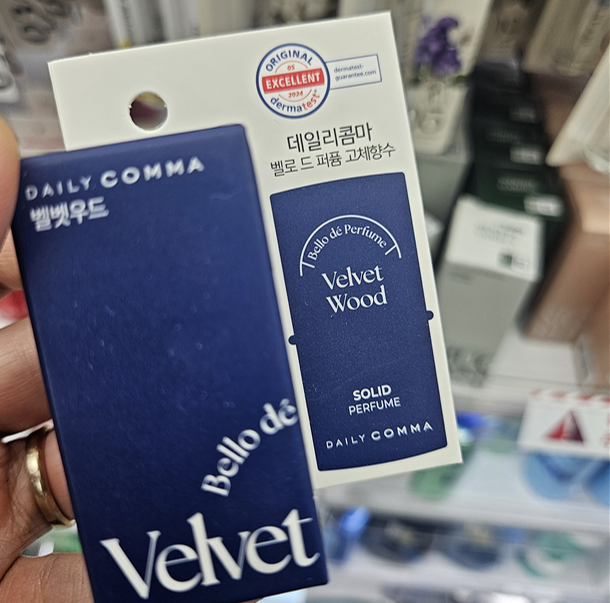 ORIGINAL
05
EXCELLENT
2024
dermatest
dermatest-
guarantee.com
데일리콤마
벨로 드 퍼퓸 고체향수
Bello dé Perfume
Velvet
Wood
SOLID
PERFUME
DAILY COMMA
DAILY COMMA
벨벳우드
Bello dé
Velvet